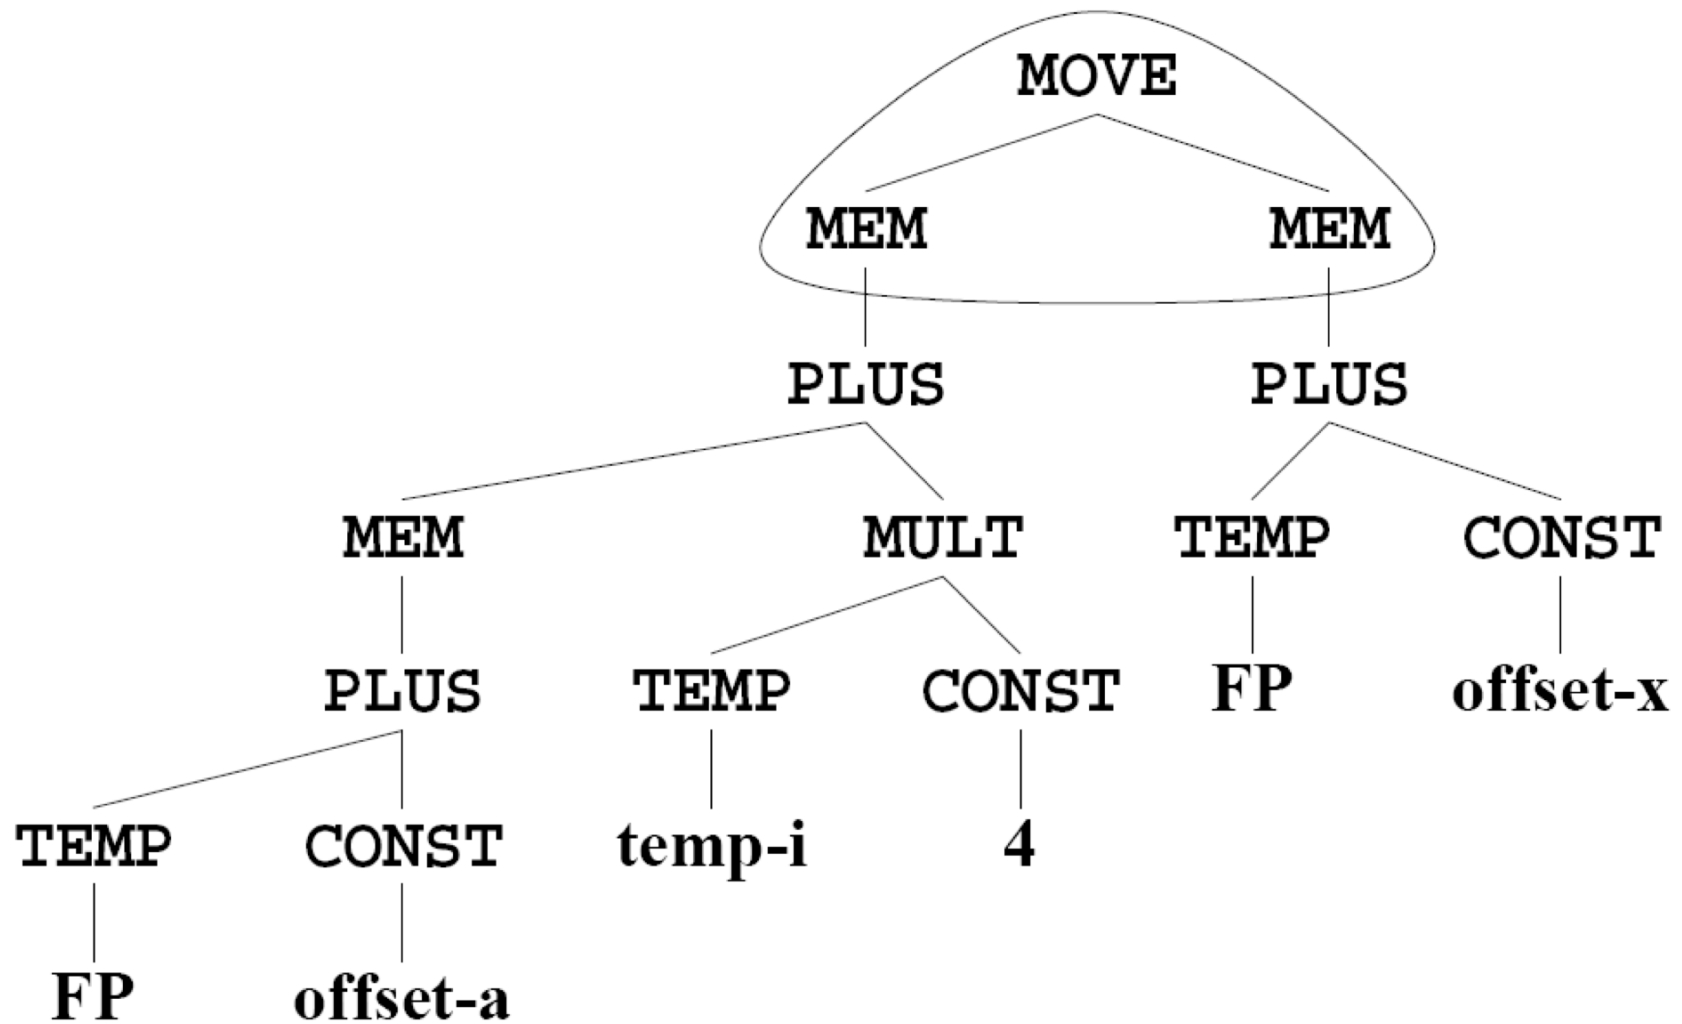 MOVE
MEM MEM
PLUS PLUS
MEM MULT TEMP CONST
PLUS TEMP CONST FP offset-x
TEMP CONST temp-i 4
FP offset-a